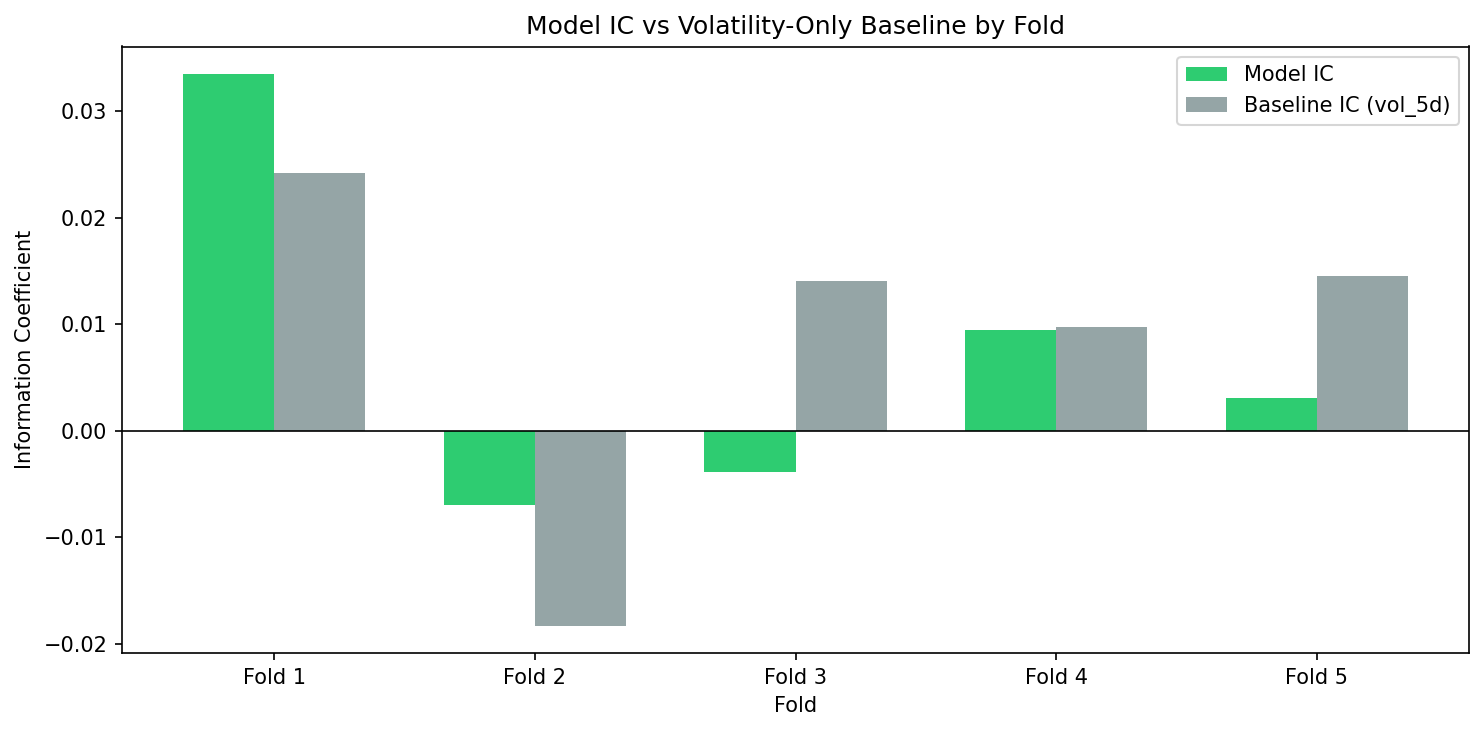 Model IC vs Volatility-Only Baseline by Fold
Model IC
Baseline IC (vol_5d)
Information Coefficient
0.03
0.02
0.01
0.00
−0.01
−0.02
Fold 1
Fold 2
Fold 3
Fold 4
Fold 5
Fold